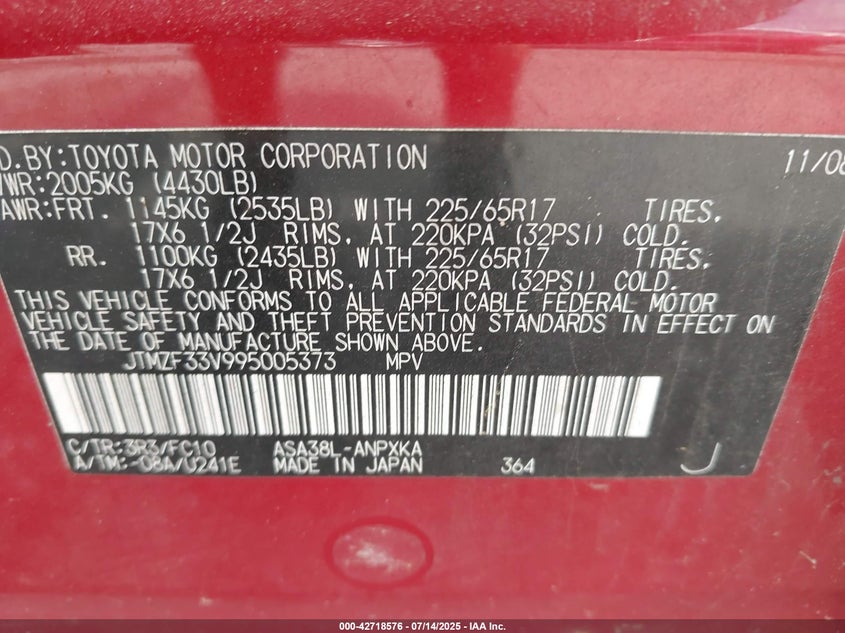 D.BY:TOYOTA MOTOR CORPORATION 11/08
VWR:2005KG (4430LB)
AWR:FRT. 1145KG (2535LB) WITH 225/65R17 TIRES,
17X6 1/2J RIMS, AT 220KPA (32PSI) COLD.
RR. 1100KG (2435LB) WITH 225/65R17 TIRES,
17X6 1/2J RIMS, AT 220KPA (32PSI) COLD.
THIS VEHICLE CONFORMS TO ALL APPLICABLE FEDERAL MOTOR
VEHICLE SAFETY AND THEFT PREVENTION STANDARDS IN EFFECT ON
THE DATE OF MANUFACTURE SHOWN ABOVE.
JTMZF33V995005373 MPV
C/TR:3R3/FC10 ASA38L-ANPXKA
A/TM:-08A/U241E MADE IN JAPAN 364 J
000-42718576 / 07/14/2025 - IAA Inc.